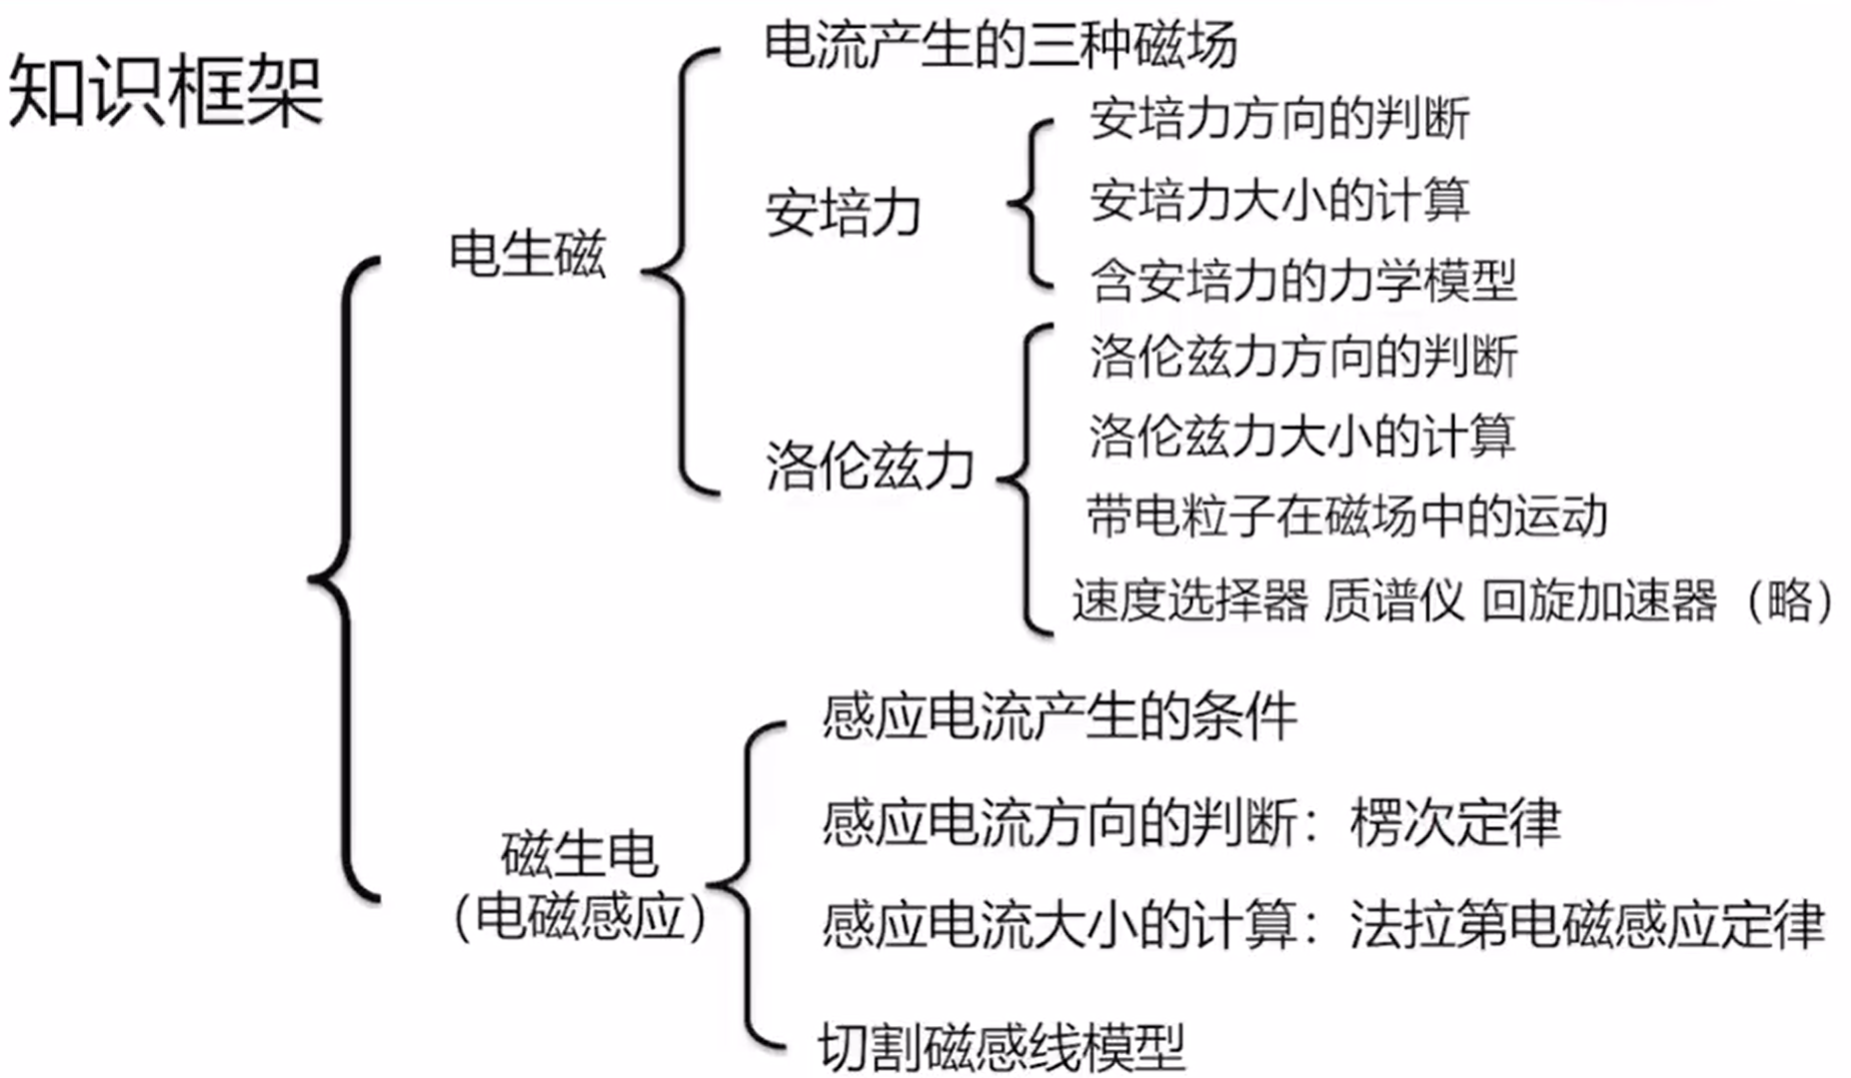 知识框架
电生磁
电流产生的三种磁场
安培力
安培力方向的判断
安培力大小的计算
含安培力的力学模型
洛伦兹力
洛伦兹力方向的判断
洛伦兹力大小的计算
带电粒子在磁场中的运动
速度选择器 质谱仪 回旋加速器（略）
磁生电
（电磁感应）
感应电流产生的条件
感应电流方向的判断：楞次定律
感应电流大小的计算：法拉第电磁感应定律
切割磁感线模型